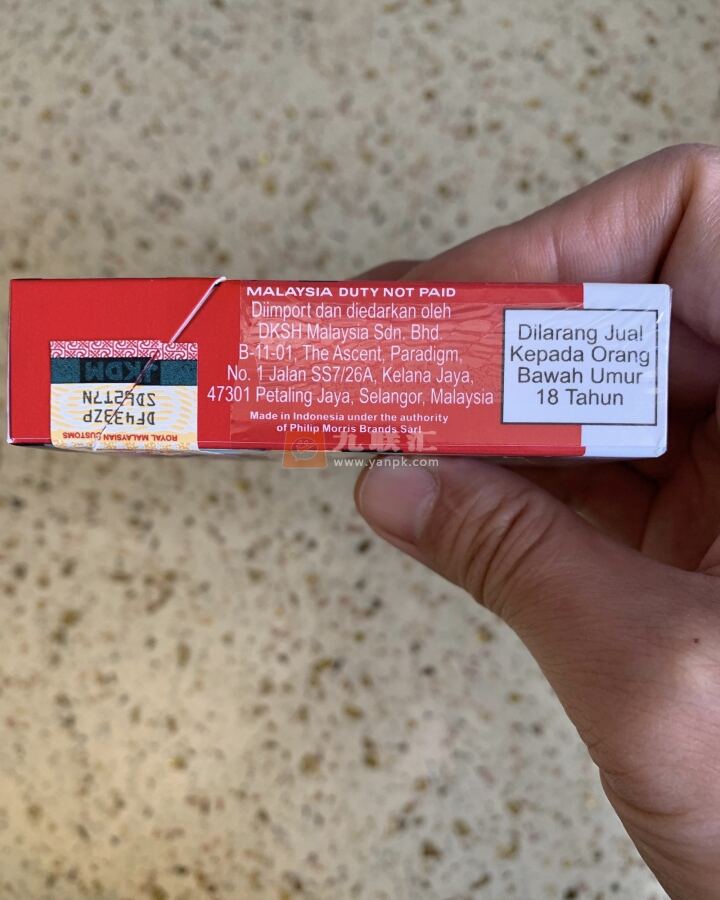 MALAYSIA DUTY NOT PAID
Diimport dan diedarkan oleh
DKSH Malaysia Sdn. Bhd.
B-11-01, The Ascent, Paradigm,
No. 1 Jalan SS7/26A, Kelana Jaya,
47301 Petaling Jaya, Selangor, Malaysia
Made in Indonesia under the authority
of Philip Morris Brands Sarl
Dilarang Jual
Kepada Orang
Bawah Umur
18 Tahun
ROYAL MALAYSIAN CUSTOMS
DF433ZP
SP62T7N
JKDM
九联汇
www.yanpk.com